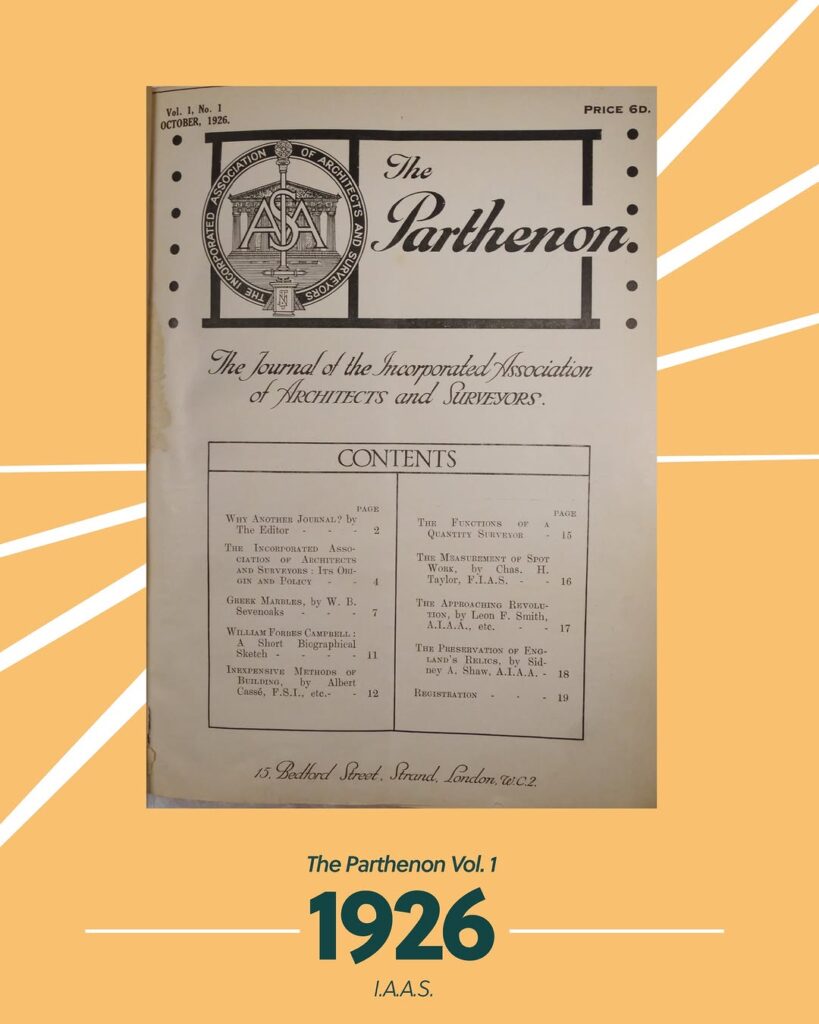 Vol. 1, No. 1
OCTOBER, 1926.
PRICE 6D.
THE INCORPORATED ASSOCIATION OF ARCHITECTS AND SURVEYORS
The
Parthenon.
The Journal of the Incorporated Association
of ARCHITECTS and SURVEYORS.
CONTENTS
PAGE
WHY ANOTHER JOURNAL? by
The Editor - - - 2
THE INCORPORATED ASSO-
CIATION OF ARCHITECTS
AND SURVEYORS : ITS ORI-
GIN AND POLICY - - 4
GREEK MARBLES, by W. B.
Sevenoaks - - - 7
WILLIAM FORBES CAMPBELL :
A Short Biographical
Sketch - - - - 11
INEXPENSIVE METHODS OF
BUILDING, by Albert
Cassé, F.S.I., etc.- - 12
PAGE
THE FUNCTIONS OF A
QUANTITY SURVEYOR - 15
THE MEASUREMENT OF SPOT
WORK, by Chas. H.
Taylor, F.I.A.S. - - 16
THE APPROACHING REVOLU-
TION, by Leon F. Smith,
A.I.A.A., etc. - - 17
THE PRESERVATION OF ENG-
LAND'S RELICS, by Sid-
ney A. Shaw, A.I.A.A. - 18
REGISTRATION - - - 19
15, Bedford Street, Strand, London, W.C.2.
The Parthenon Vol. 1
1926
I.A.A.S.